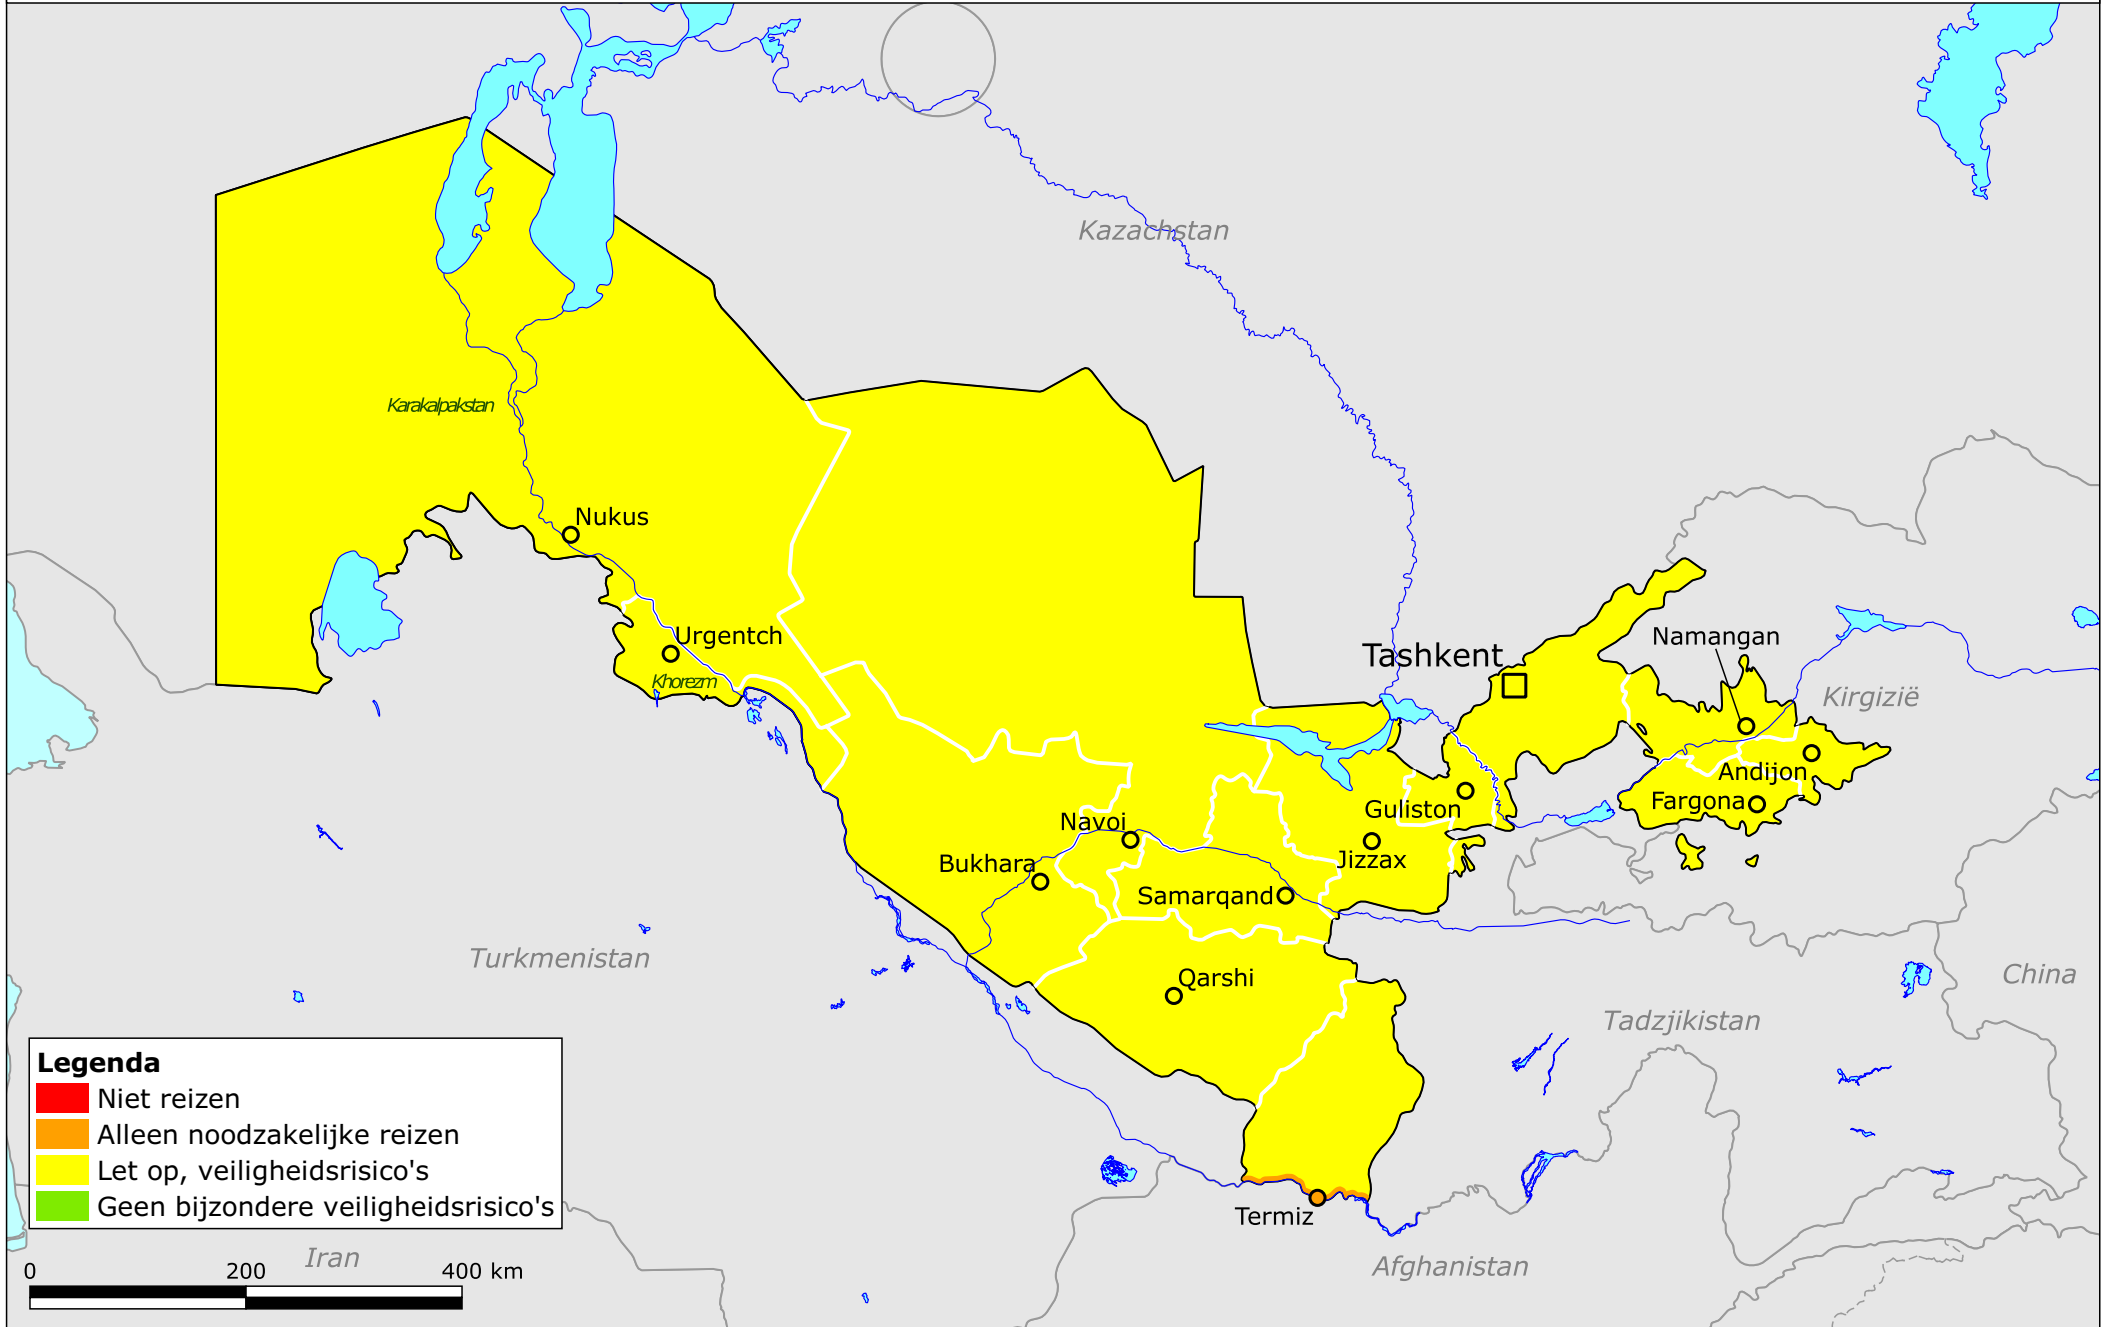 Kazachstan
Karakalpakstan
Nukus
Urgentch
Khorezm
Tashkent
Namangan
Kirgizië
Andijon
Fargona
Guliston
Navoi
Jizzax
Bukhara
Samarqand
Turkmenistan
Qarshi
China
Tadzjikistan
Legenda
Niet reizen
Alleen noodzakelijke reizen
Let op, veiligheidsrisico's
Geen bijzondere veiligheidsrisico's
Termiz
Iran
Afghanistan
0 200 400 km